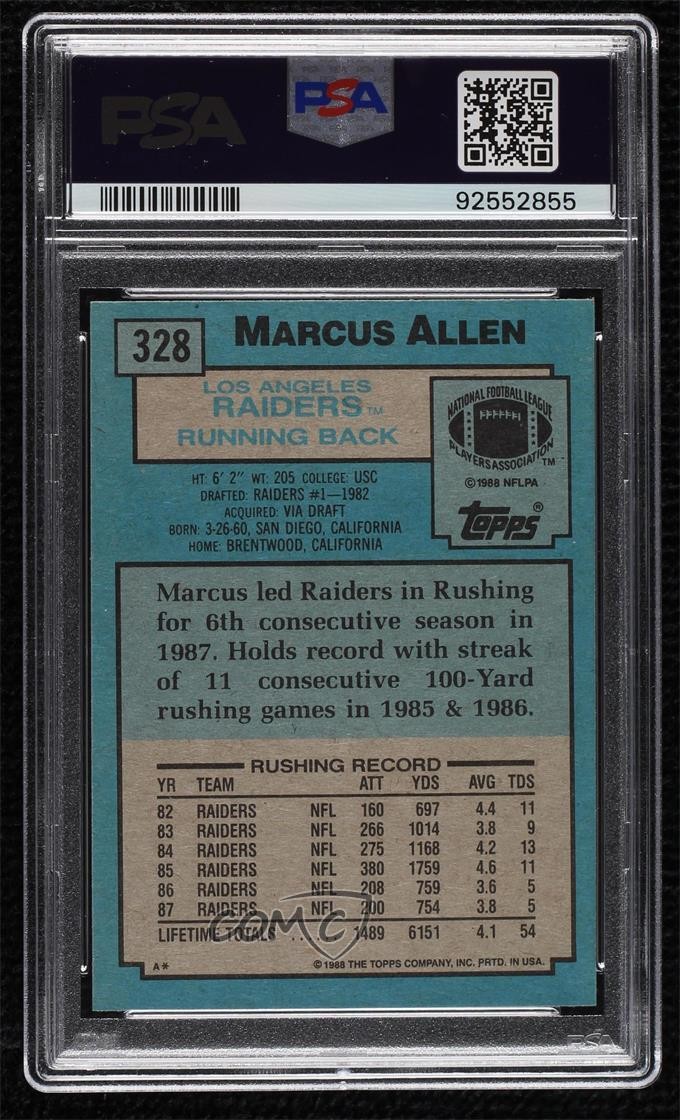 PSA
PSA
92552855
328
MARCUS ALLEN
LOS ANGELES
RAIDERS™
RUNNING BACK
NATIONAL FOOTBALL LEAGUE
PLAYERS ASSOCIATION™
©1988 NFLPA
topps®
HT: 6' 2" WT: 205 COLLEGE: USC
DRAFTED: RAIDERS #1—1982
ACQUIRED: VIA DRAFT
BORN: 3-26-60, SAN DIEGO, CALIFORNIA
HOME: BRENTWOOD, CALIFORNIA
Marcus led Raiders in Rushing
for 6th consecutive season in
1987. Holds record with streak
of 11 consecutive 100-Yard
rushing games in 1985 & 1986.
RUSHING RECORD
YR TEAM ATT YDS AVG TDS
82 RAIDERS NFL 160 697 4.4 11
83 RAIDERS NFL 266 1014 3.8 9
84 RAIDERS NFL 275 1168 4.2 13
85 RAIDERS NFL 380 1759 4.6 11
86 RAIDERS NFL 208 759 3.6 5
87 RAIDERS NFL 200 754 3.8 5
LIFETIME TOTALS ..... 1489 6151 4.1 54
COMC
A* ©1988 THE TOPPS COMPANY, INC. PRTD. IN USA.
PSA